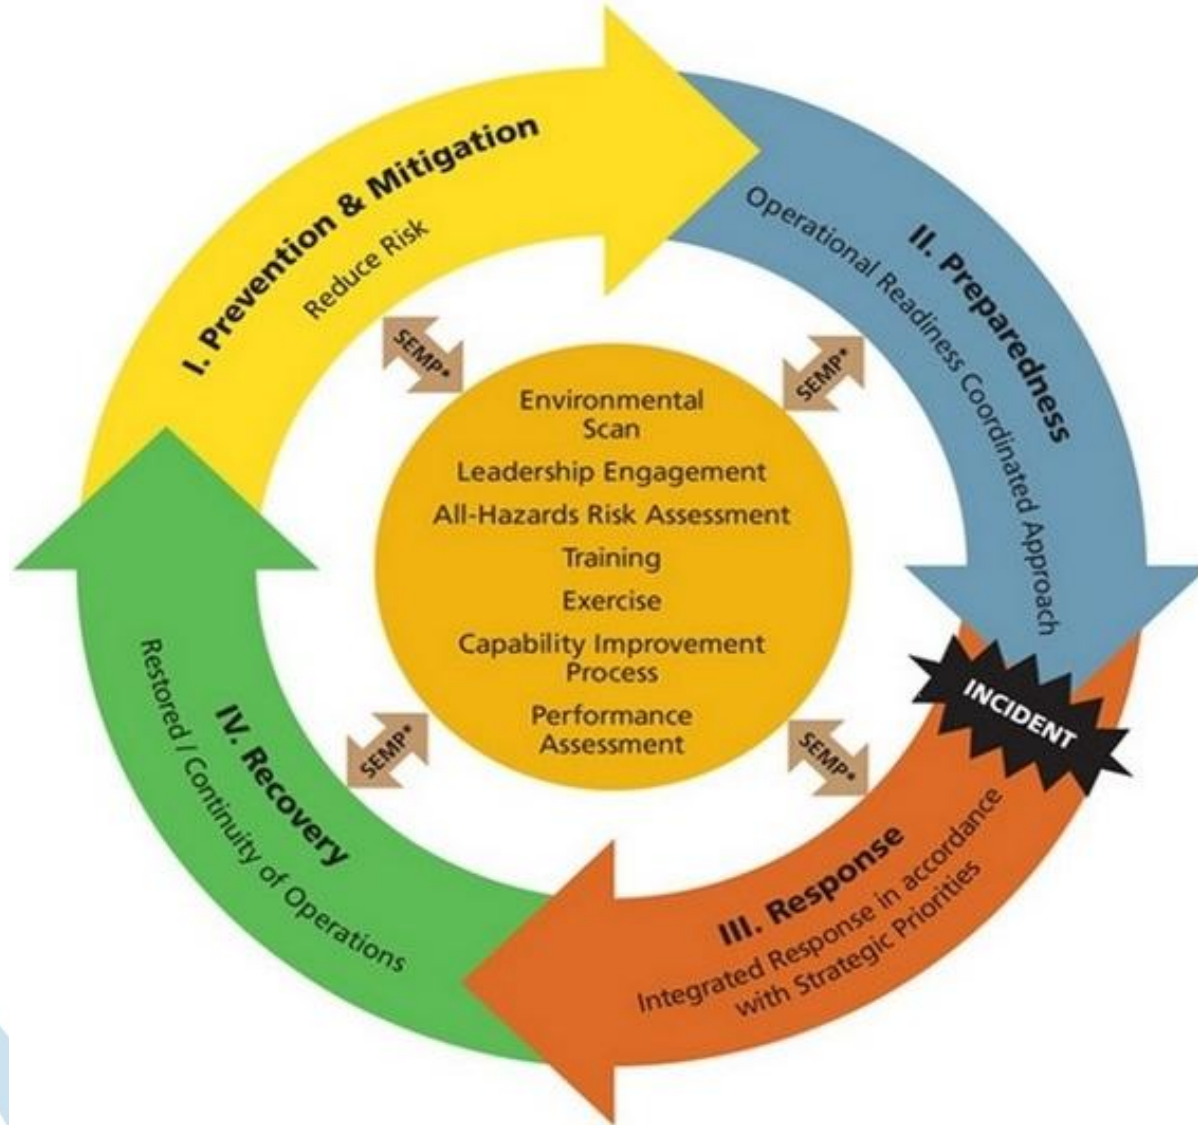 I. Prevention & Mitigation
Reduce Risk
II. Preparedness
Operational Readiness Coordinated Approach
INCIDENT
III. Response
Integrated Response in accordance
with Strategic Priorities
IV. Recovery
Restored / Continuity of Operations
SEMP*
SEMP*
SEMP*
SEMP*
Environmental
Scan
Leadership Engagement
All-Hazards Risk Assessment
Training
Exercise
Capability Improvement
Process
Performance
Assessment